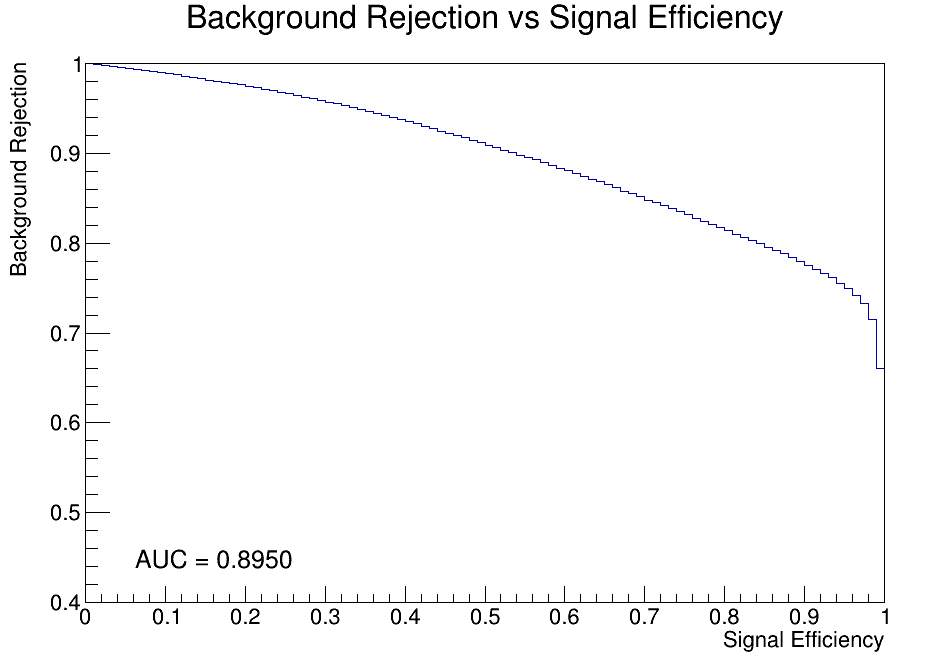 Background Rejection vs Signal Efficiency
Background Rejection
1
0.9
0.8
0.7
0.6
0.5
0.4
AUC = 0.8950
0 0.1 0.2 0.3 0.4 0.5 0.6 0.7 0.8 0.9 1
Signal Efficiency